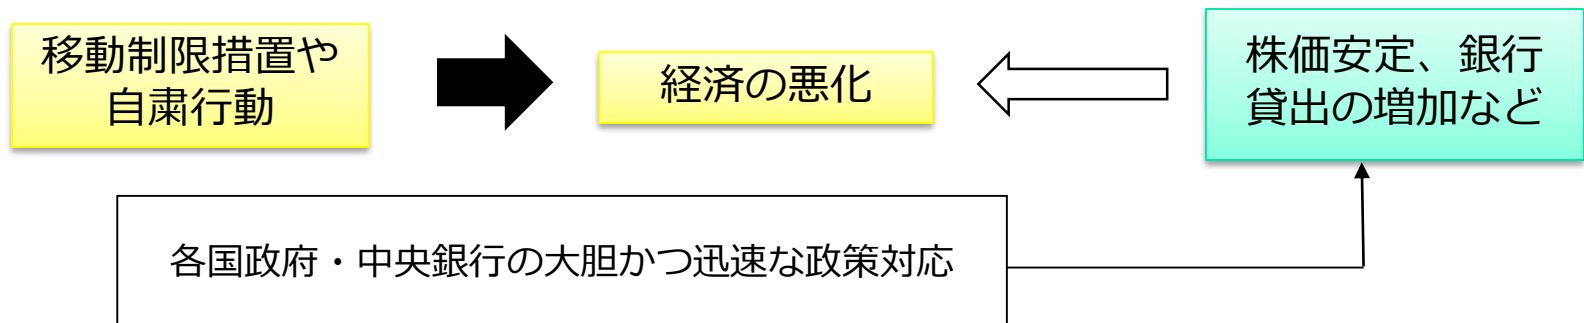 移動制限措置や
自粛行動
経済の悪化
株価安定、銀行
貸出の増加など
各国政府・中央銀行の大胆かつ迅速な政策対応